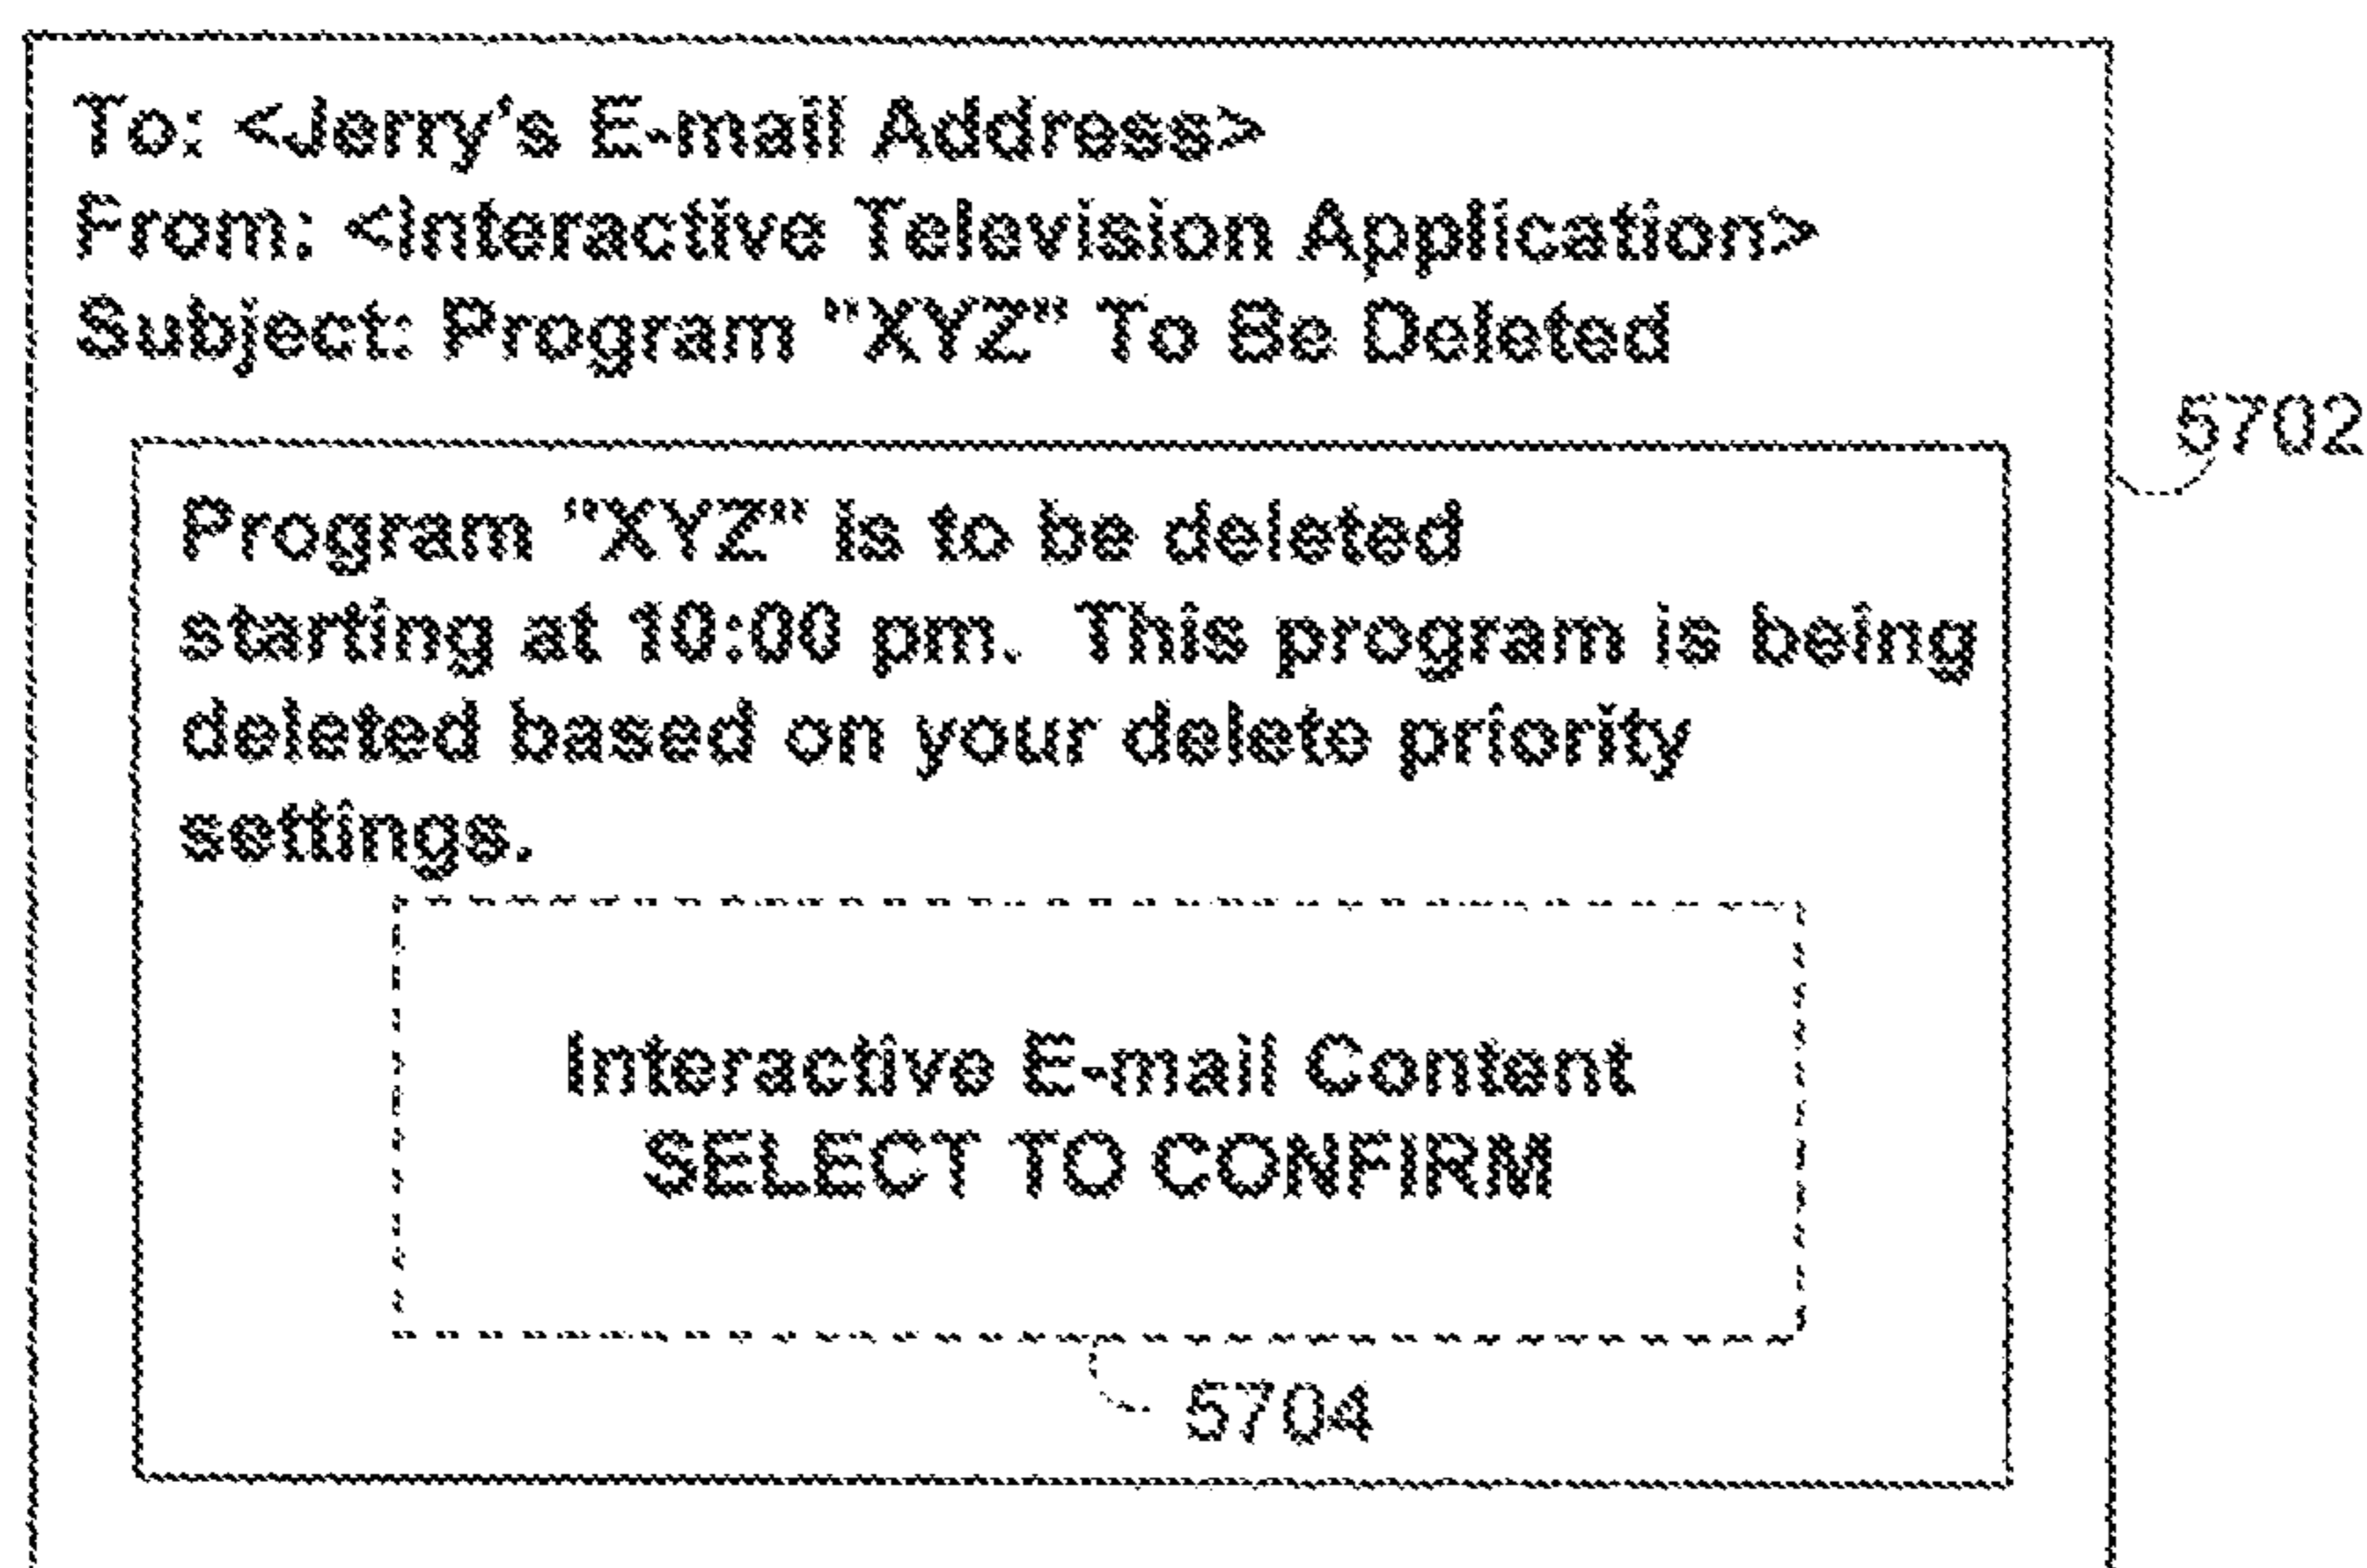 To: <Jerry's E-mail Address>
From: <Interactive Television Application>
Subject: Program "XYZ" To Be Deleted
5702
Program "XYZ" is to be deleted
starting at 10:00 pm.  This program is being
deleted based on your delete priority
settings.
Interactive E-mail Content
SELECT TO CONFIRM
5704